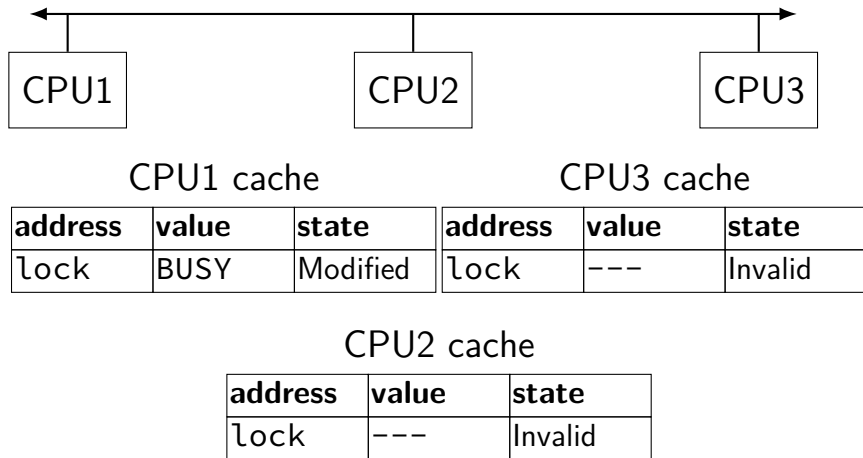 CPU1 CPU2 CPU3
CPU1 cache
address value state
lock BUSY Modified
CPU3 cache
address value state
lock --- Invalid
CPU2 cache
address value state
lock --- Invalid